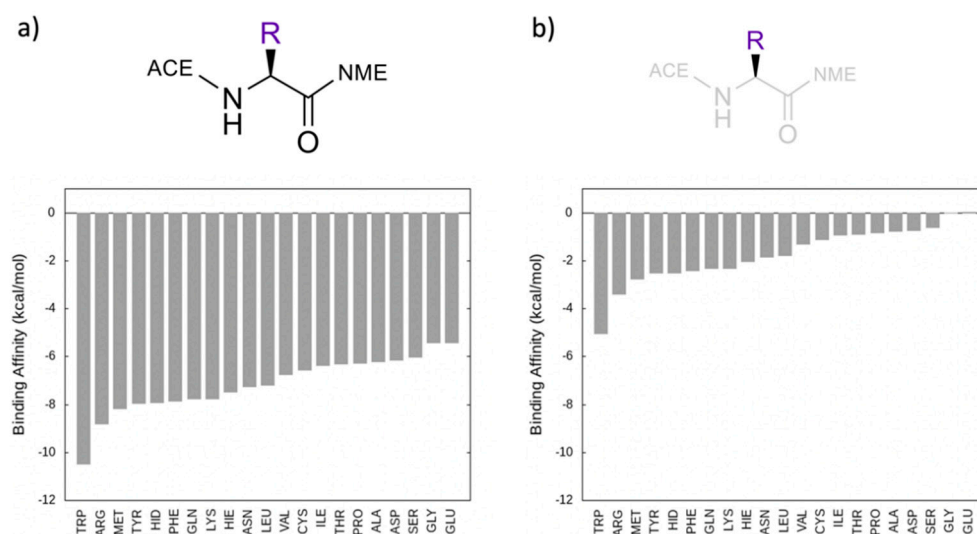 a)
R
ACE
NME
N
H
O
Binding Affinity (kcal/mol)
0
-2
-4
-6
-8
-10
-12
TRP
ARG
MET
TYR
HID
PHE
GLN
LYS
HIE
ASN
LEU
VAL
CYS
ILE
THR
PRO
ALA
ASP
SER
GLY
GLU
b)
R
ACE
NME
N
H
O
Binding Affinity (kcal/mol)
0
-2
-4
-6
-8
-10
-12
TRP
ARG
MET
TYR
HID
PHE
GLN
LYS
HIE
ASN
LEU
VAL
CYS
ILE
THR
PRO
ALA
ASP
SER
GLY
GLU